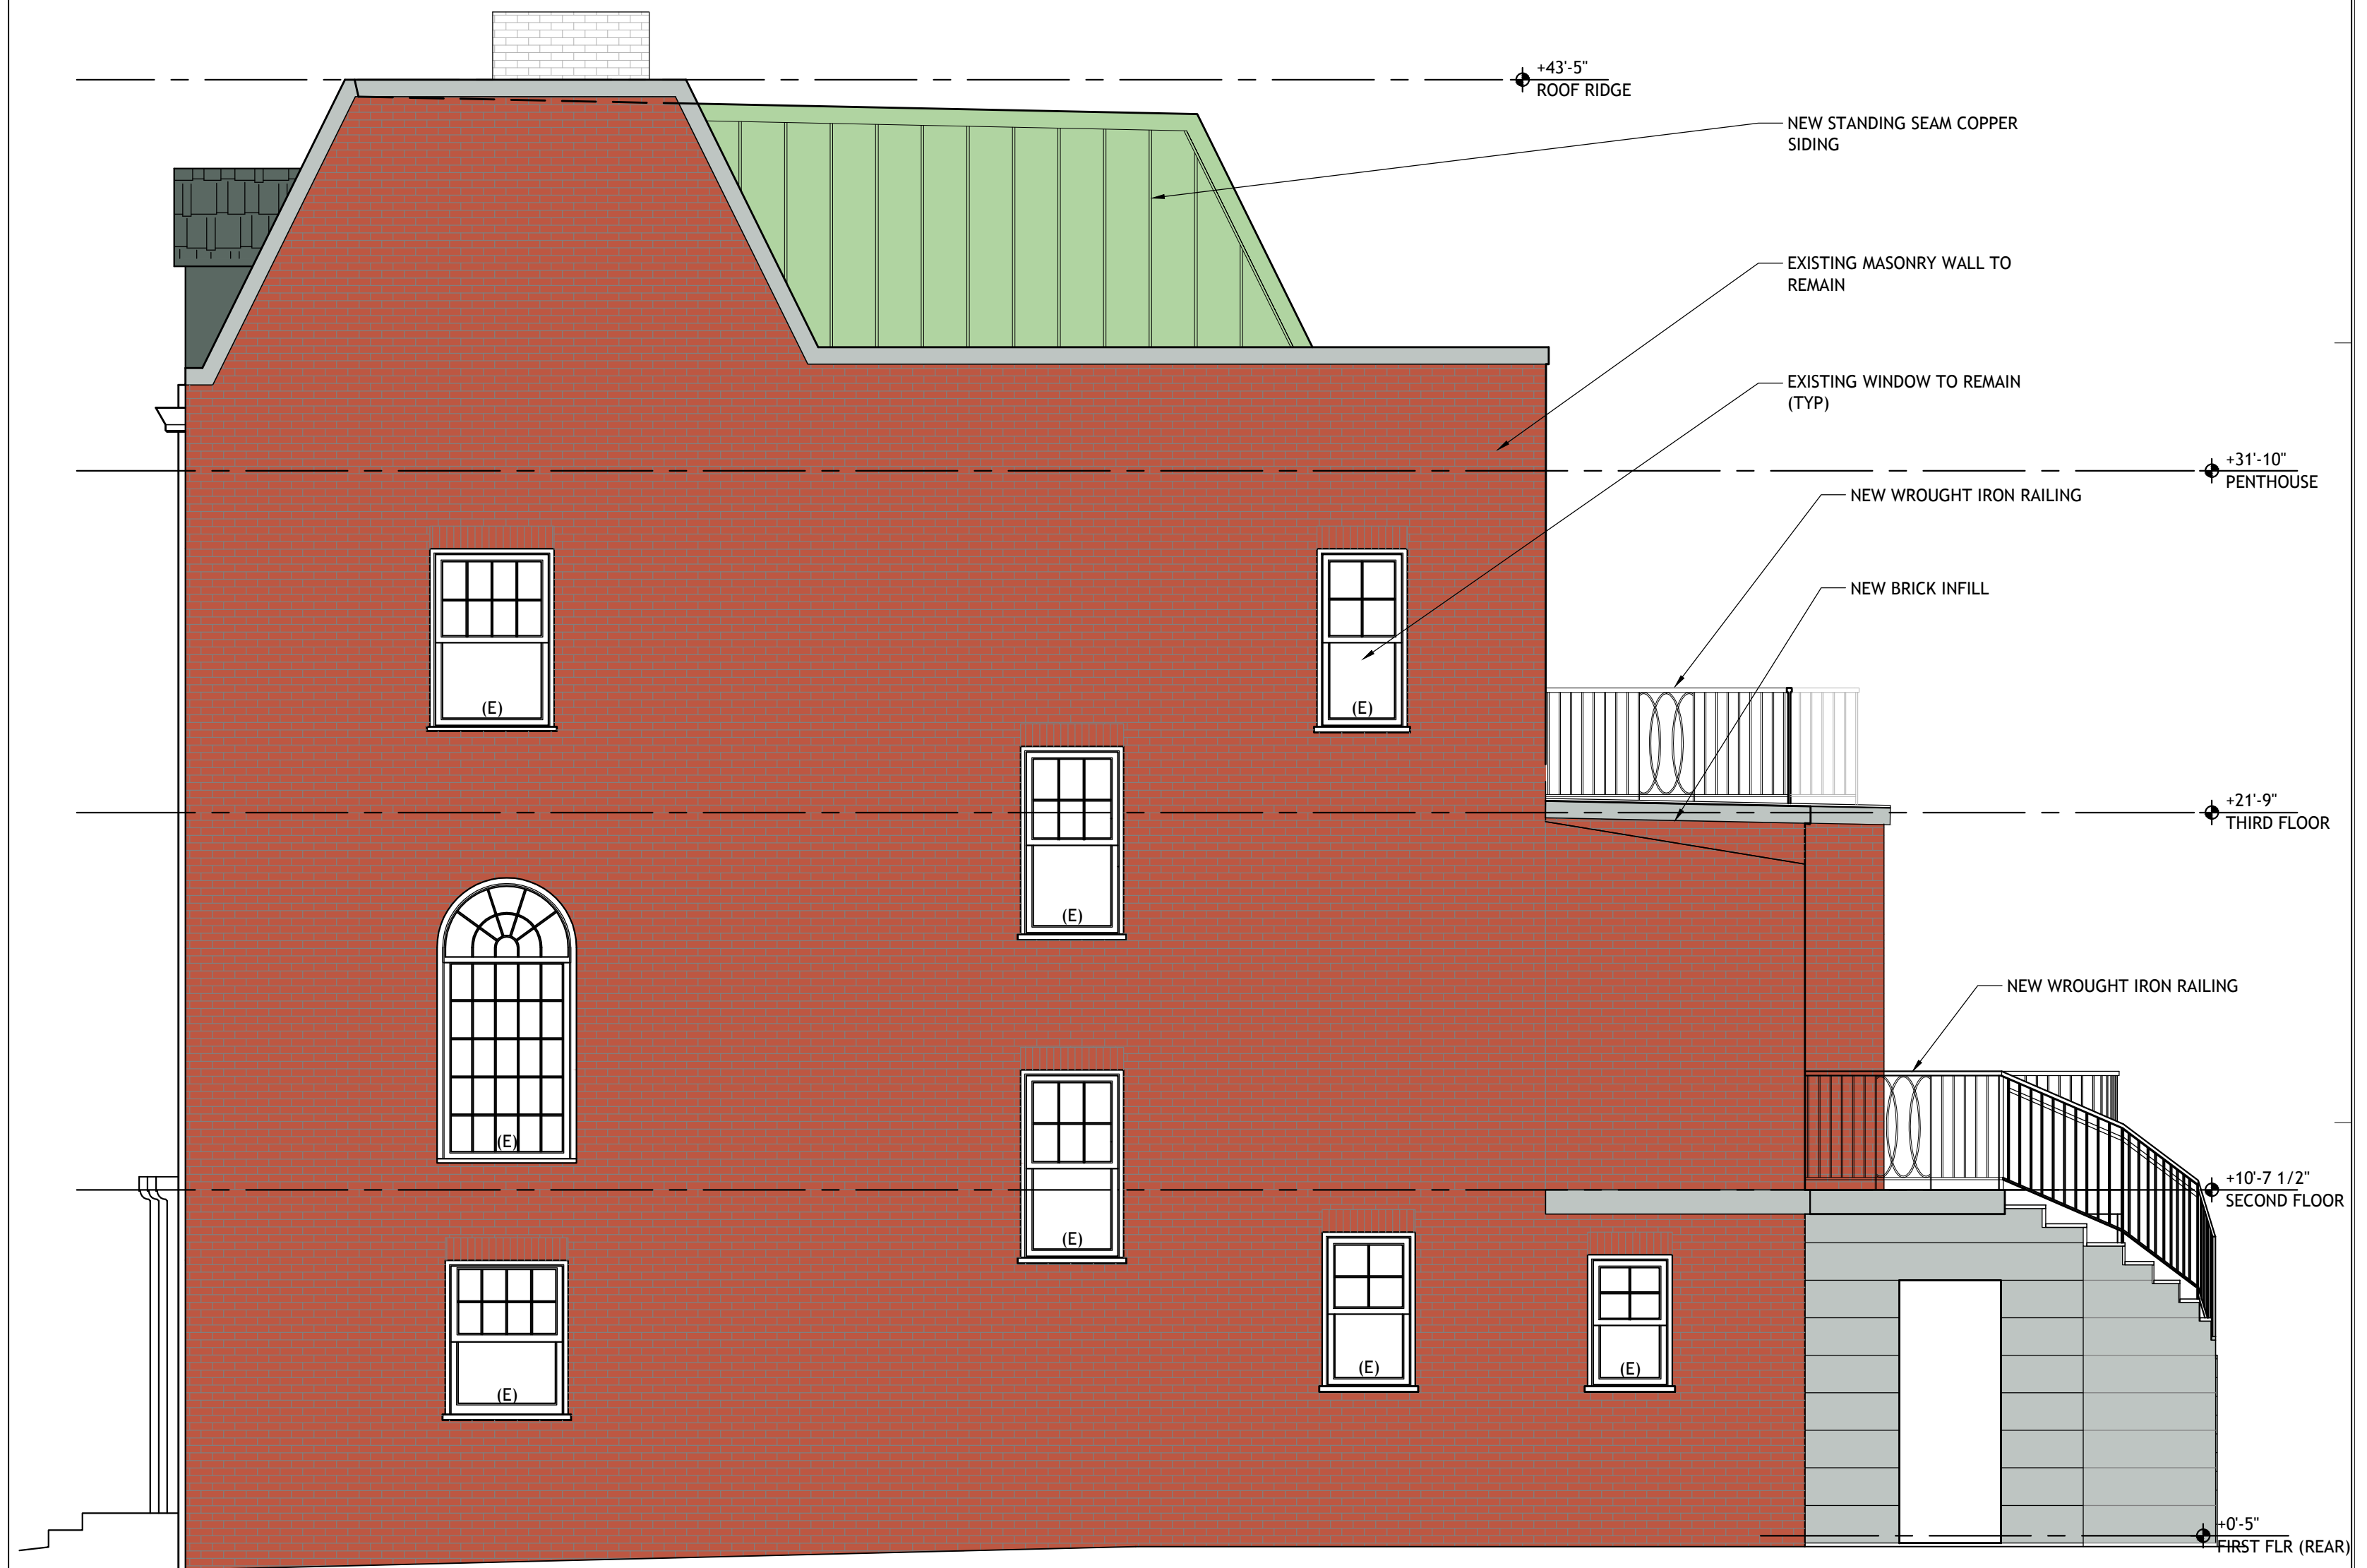 +43'-5"
ROOF RIDGE
NEW STANDING SEAM COPPER
SIDING
EXISTING MASONRY WALL TO
REMAIN
EXISTING WINDOW TO REMAIN
(TYP)
+31'-10"
PENTHOUSE
NEW WROUGHT IRON RAILING
NEW BRICK INFILL
(E)
(E)
+21'-9"
THIRD FLOOR
(E)
NEW WROUGHT IRON RAILING
(E)
+10'-7 1/2"
SECOND FLOOR
(E)
(E)
(E)
(E)
+0'-5"
FIRST FLR (REAR)